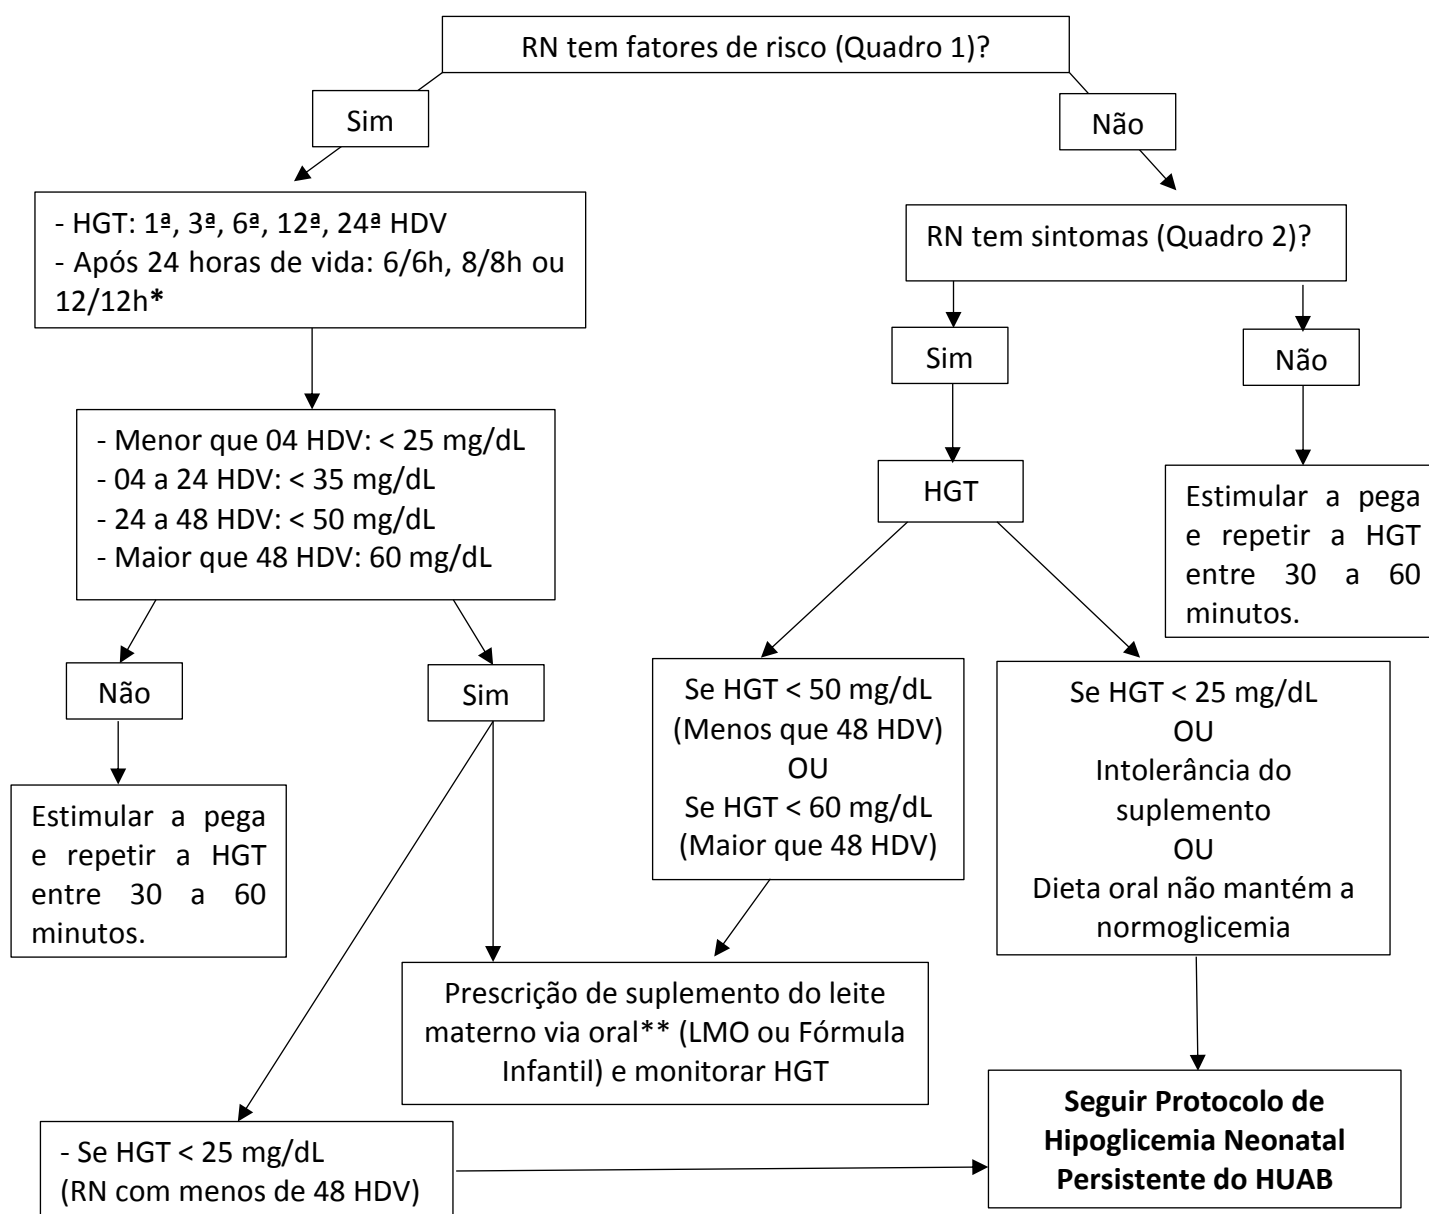 RN tem fatores de risco (Quadro 1)?
Sim
Não
- HGT: 1ª, 3ª, 6ª, 12ª, 24ª HDV
- Após 24 horas de vida: 6/6h, 8/8h ou
12/12h*
RN tem sintomas (Quadro 2)?
Sim
Não
- Menor que 04 HDV: < 25 mg/dL
- 04 a 24 HDV: < 35 mg/dL
- 24 a 48 HDV: < 50 mg/dL
- Maior que 48 HDV: 60 mg/dL
HGT
Estimular a pega
e repetir a HGT
entre 30 a 60
minutos.
Não
Sim
Se HGT < 50 mg/dL
(Menos que 48 HDV)
OU
Se HGT < 60 mg/dL
(Maior que 48 HDV)
Se HGT < 25 mg/dL
OU
Intolerância do
suplemento
OU
Dieta oral não mantém a
normoglicemia
Estimular a pega
e repetir a HGT
entre 30 a 60
minutos.
Prescrição de suplemento do leite
materno via oral** (LMO ou Fórmula
Infantil) e monitorar HGT
- Se HGT < 25 mg/dL
(RN com menos de 48 HDV)
Seguir Protocolo de
Hipoglicemia Neonatal
Persistente do HUAB